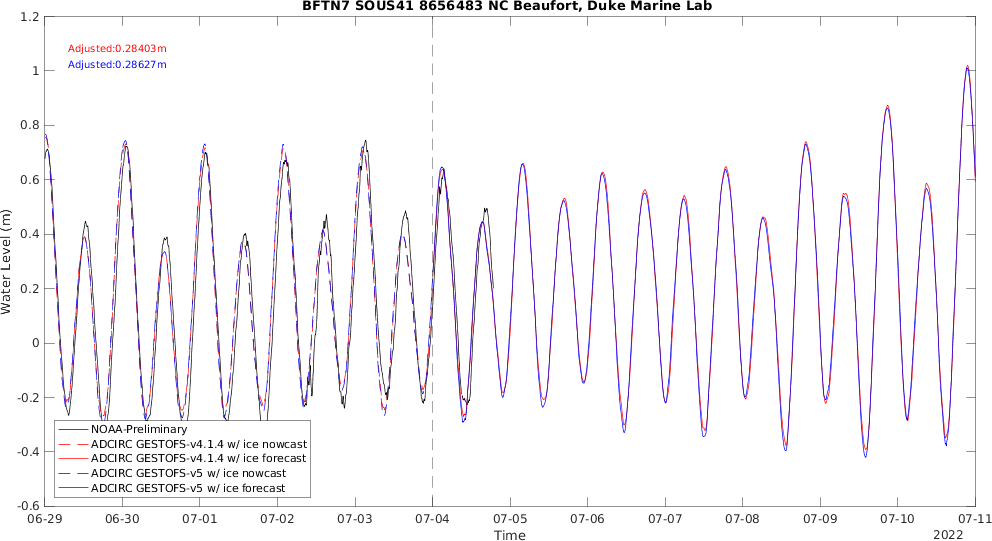 BFTN7 SOUS41 8656483 NC Beaufort, Duke Marine Lab
1.2
1
0.8
0.6
0.4
0.2
0
-0.2
-0.4
-0.6
Water Level (m)
Adjusted:0.28403m
Adjusted:0.28627m
NOAA-Preliminary
ADCIRC GESTOFS-v4.1.4 w/ ice nowcast
ADCIRC GESTOFS-v4.1.4 w/ ice forecast
ADCIRC GESTOFS-v5 w/ ice nowcast
ADCIRC GESTOFS-v5 w/ ice forecast
06-29 06-30 07-01 07-02 07-03 07-04 07-05 07-06 07-07 07-08 07-09 07-10 07-11
Time
2022